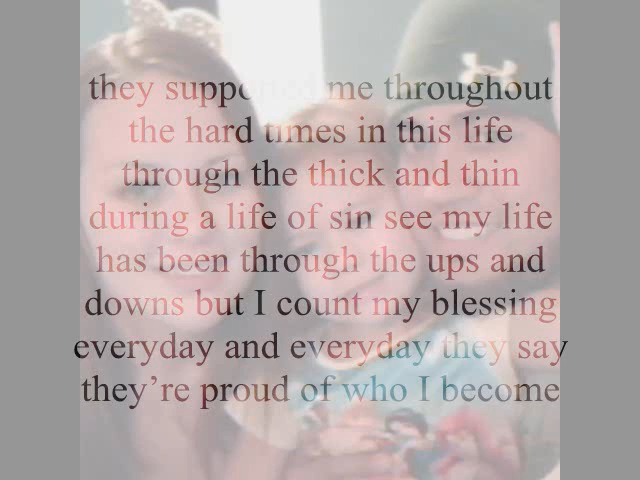 they supported me throughout
the hard times in this life
through the thick and thin
during a life of sin see my life
has been through the ups and
downs but I count my blessing
everyday and everyday they say
they’re proud of who I become